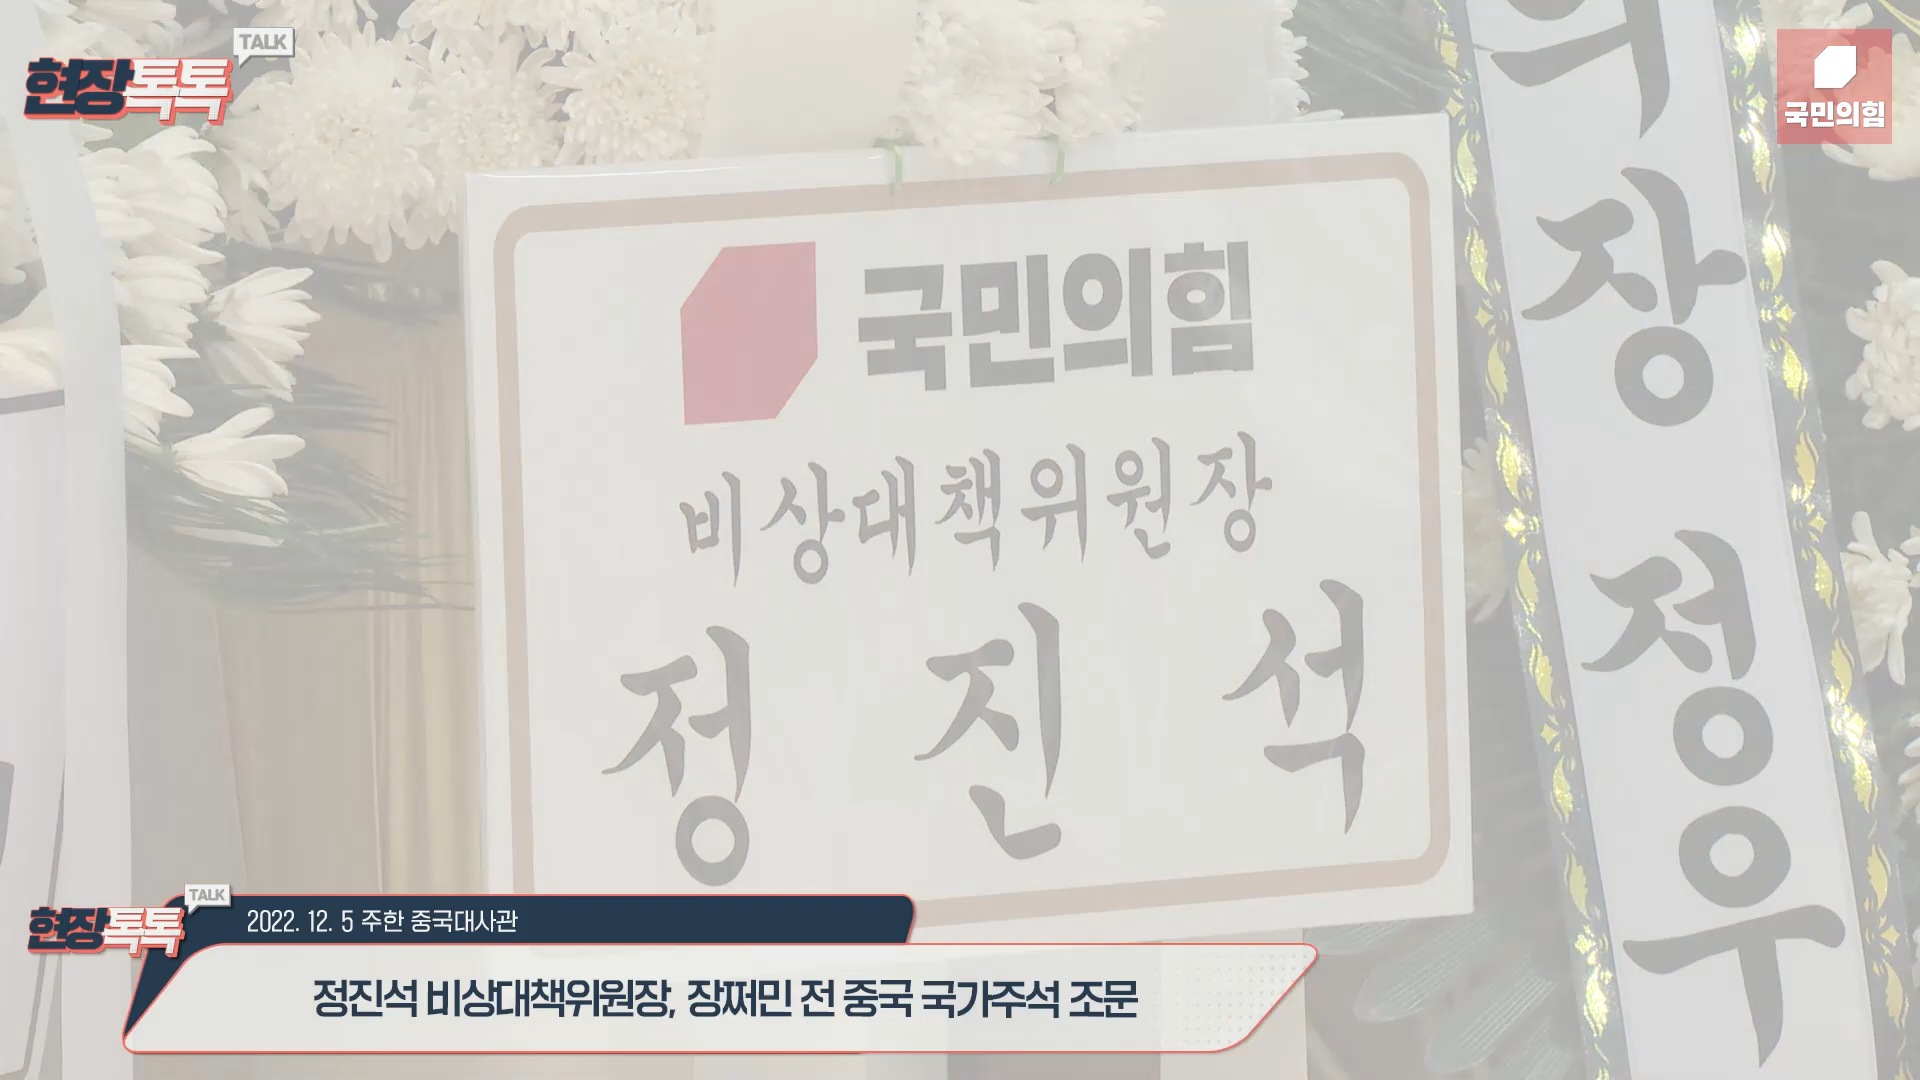 TALK
현장톡톡
국민의힘
국민의힘
비상대책위원장
정 진 석
의장 정우
TALK
현장톡톡
2022. 12. 5 주한 중국대사관
정진석 비상대책위원장, 장쩌민 전 중국 국가주석 조문